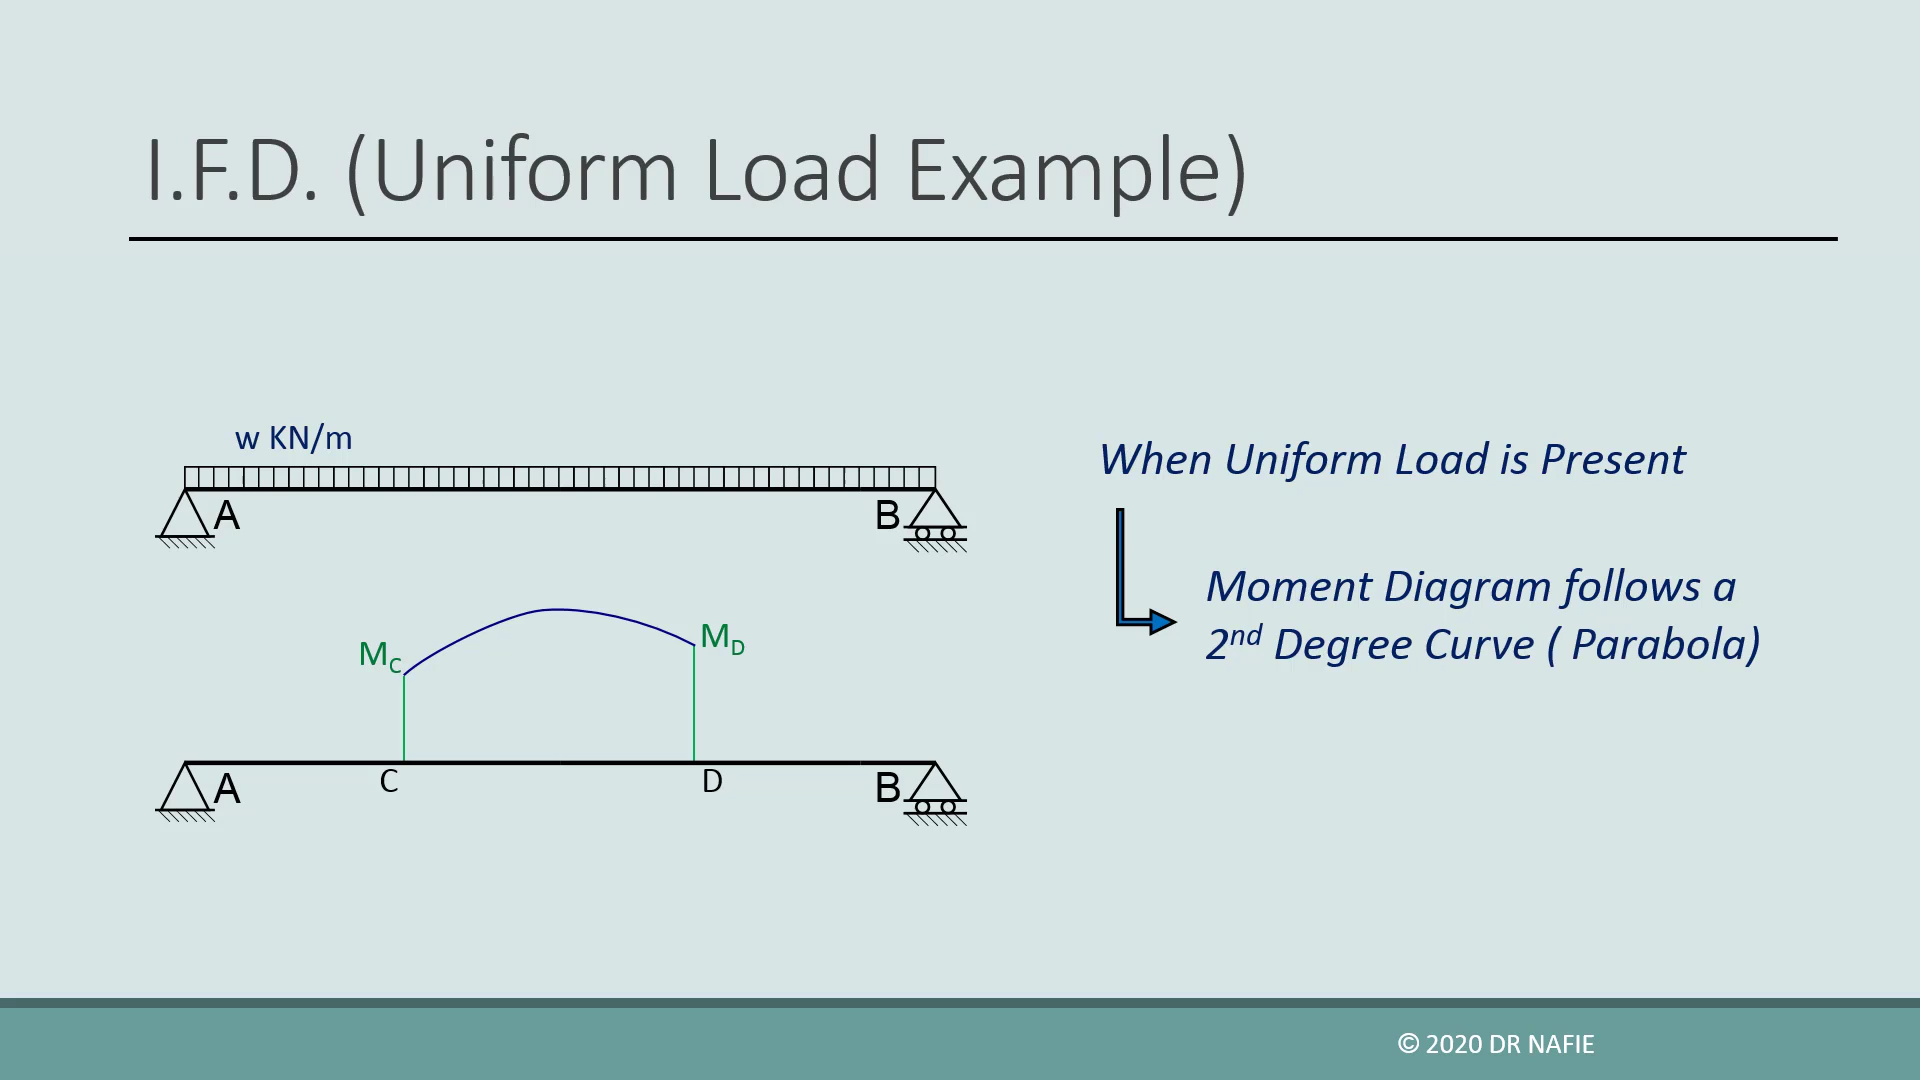 I.F.D. (Uniform Load Example)
w KN/m
A
B
When Uniform Load is Present
Moment Diagram follows a
2nd Degree Curve ( Parabola)
MC
MD
A
C
D
B
© 2020 DR NAFIE